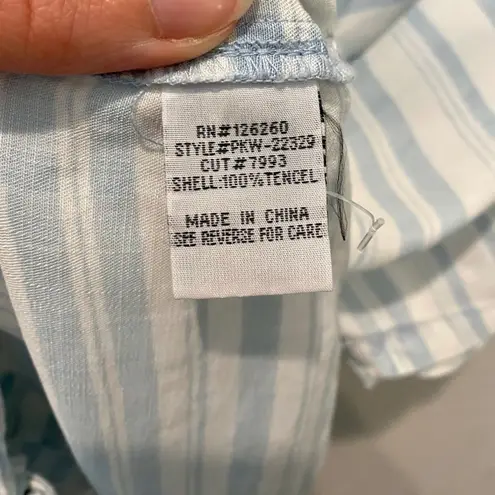 RN#126260
STYLE#PKW-22329
CUT#7993
SHELL:100%TENCEL
MADE IN CHINA
SEE REVERSE FOR CARE